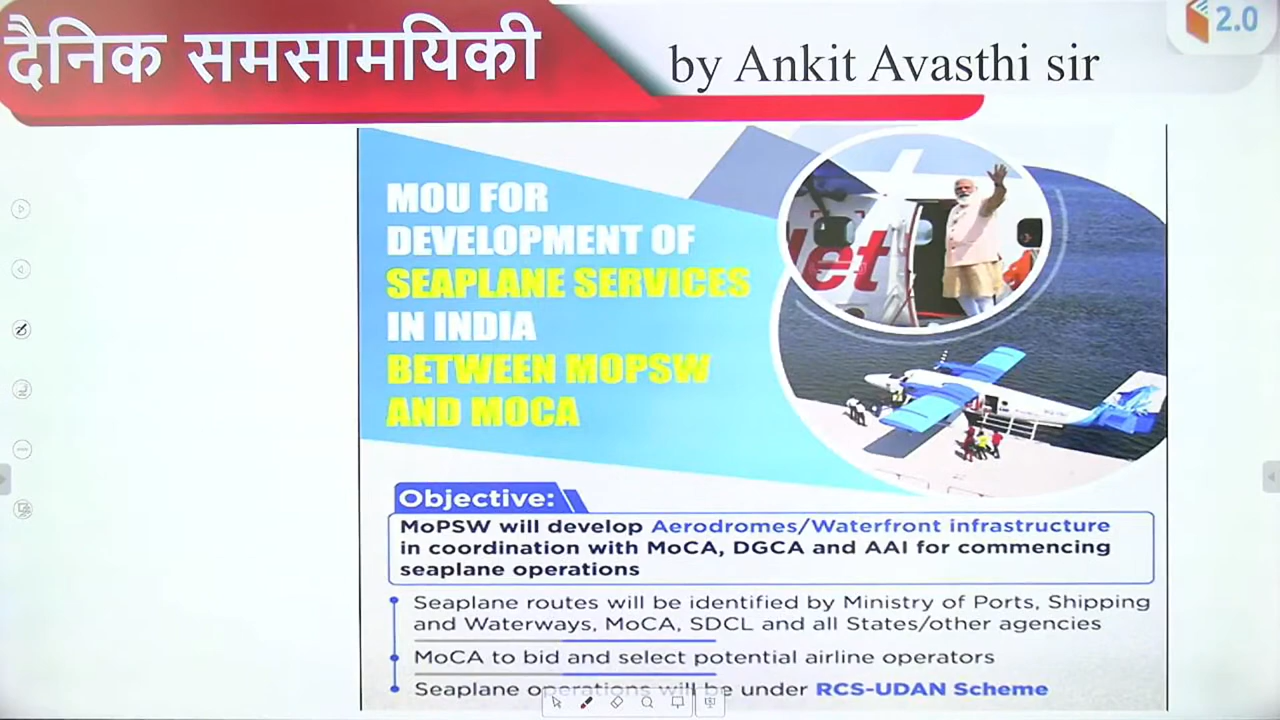 दैनिक समसामयिकी
by Ankit Avasthi sir
2.0
MOU FOR
DEVELOPMENT OF
SEAPLANE SERVICES
IN INDIA
BETWEEN MOPSW
AND MOCA
Jet
Objective:
MoPSW will develop Aerodromes/Waterfront infrastructure
in coordination with MoCA, DGCA and AAI for commencing
seaplane operations
Seaplane routes will be identified by Ministry of Ports, Shipping
and Waterways, MoCA, SDCL and all States/other agencies
MoCA to bid and select potential airline operators
Seaplane operations will be under RCS-UDAN Scheme